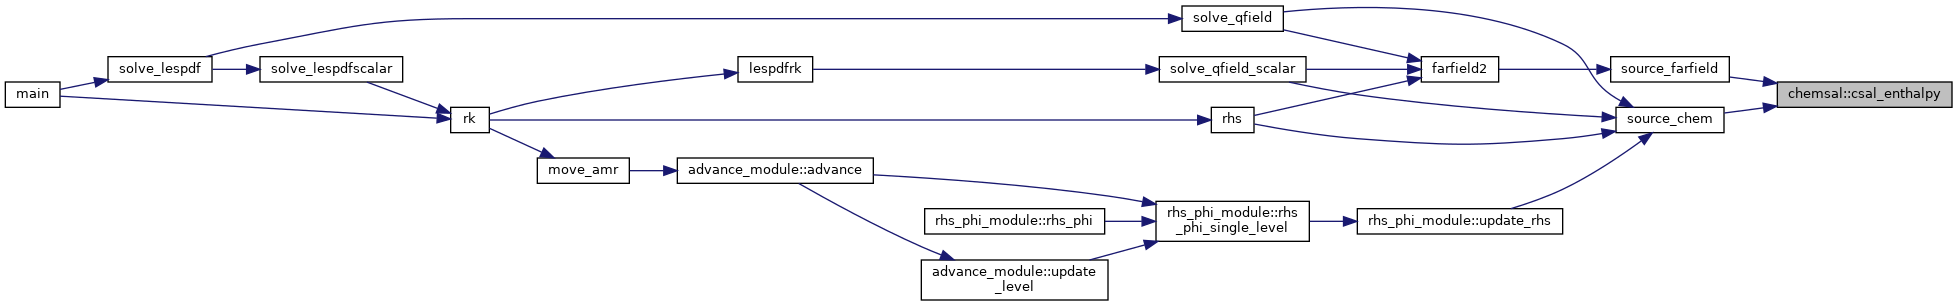 solve_qfield
solve_lespdf
solve_lespdfscalar
lespdfrk
solve_qfield_scalar
farfield2
source_farfield
main
chemsal::csal_enthalpy
rk
rhs
source_chem
move_amr
advance_module::advance
rhs_phi_module::rhs_phi
rhs_phi_module::rhs
_phi_single_level
rhs_phi_module::update_rhs
advance_module::update
_level